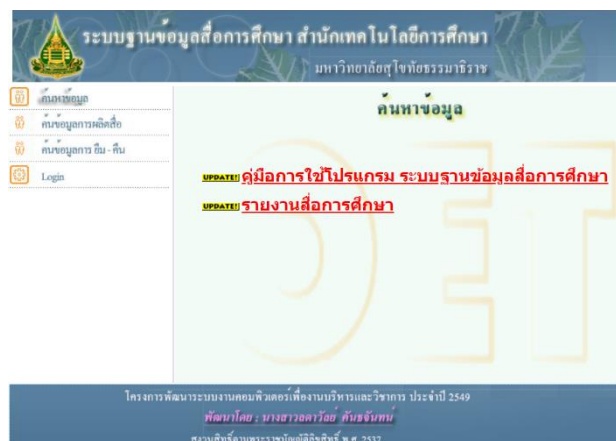 ระบบฐานข้อมูลสื่อการศึกษา สำนักเทคโนโลยีการศึกษา
มหาวิทยาลัยสุโขทัยธรรมาธิราช
ค้นหาข้อมูล
ค้นข้อมูลการผลิตสื่อ
ค้นข้อมูลการ ยืม - คืน
Login
ค้นหาข้อมูล
UPDATE! คู่มือการใช้โปรแกรม ระบบฐานข้อมูลสื่อการศึกษา
UPDATE! รายงานสื่อการศึกษา
OET
โครงการพัฒนาระบบงานคอมพิวเตอร์เพื่องานบริหารและวิชาการ ประจำปี 2549
พัฒนาโดย : นางสาวลดาวัลย์ คันธจันทน์
สงวนสิทธิ์ตามพระราชบัญญัติลิขสิทธิ์ พ.ศ. 2537